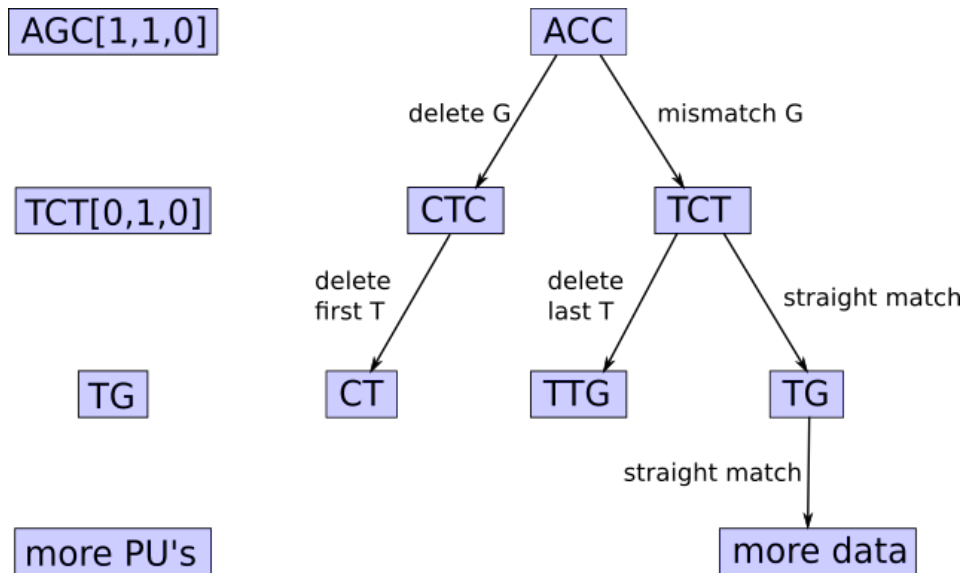 AGC[1,1,0]
ACC
delete G
mismatch G
TCT[0,1,0]
CTC
TCT
delete
first T
delete
last T
straight match
TG
CT
TTG
TG
straight match
more PU's
more data